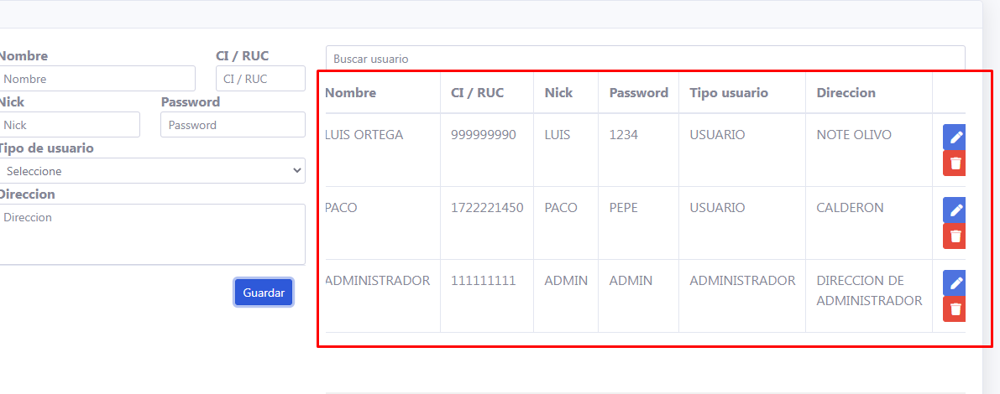 Nombre
CI / RUC
Nombre
CI / RUC
Nick
Password
Nick
Password
Tipo de usuario
Seleccione
Direccion
Direccion
Guardar
Buscar usuario
Nombre CI / RUC Nick Password Tipo usuario Direccion
LUIS ORTEGA 999999990 LUIS 1234 USUARIO NOTE OLIVO
PACO 1722221450 PACO PEPE USUARIO CALDERON
ADMINISTRADOR 111111111 ADMIN ADMIN ADMINISTRADOR DIRECCION DE
ADMINISTRADOR